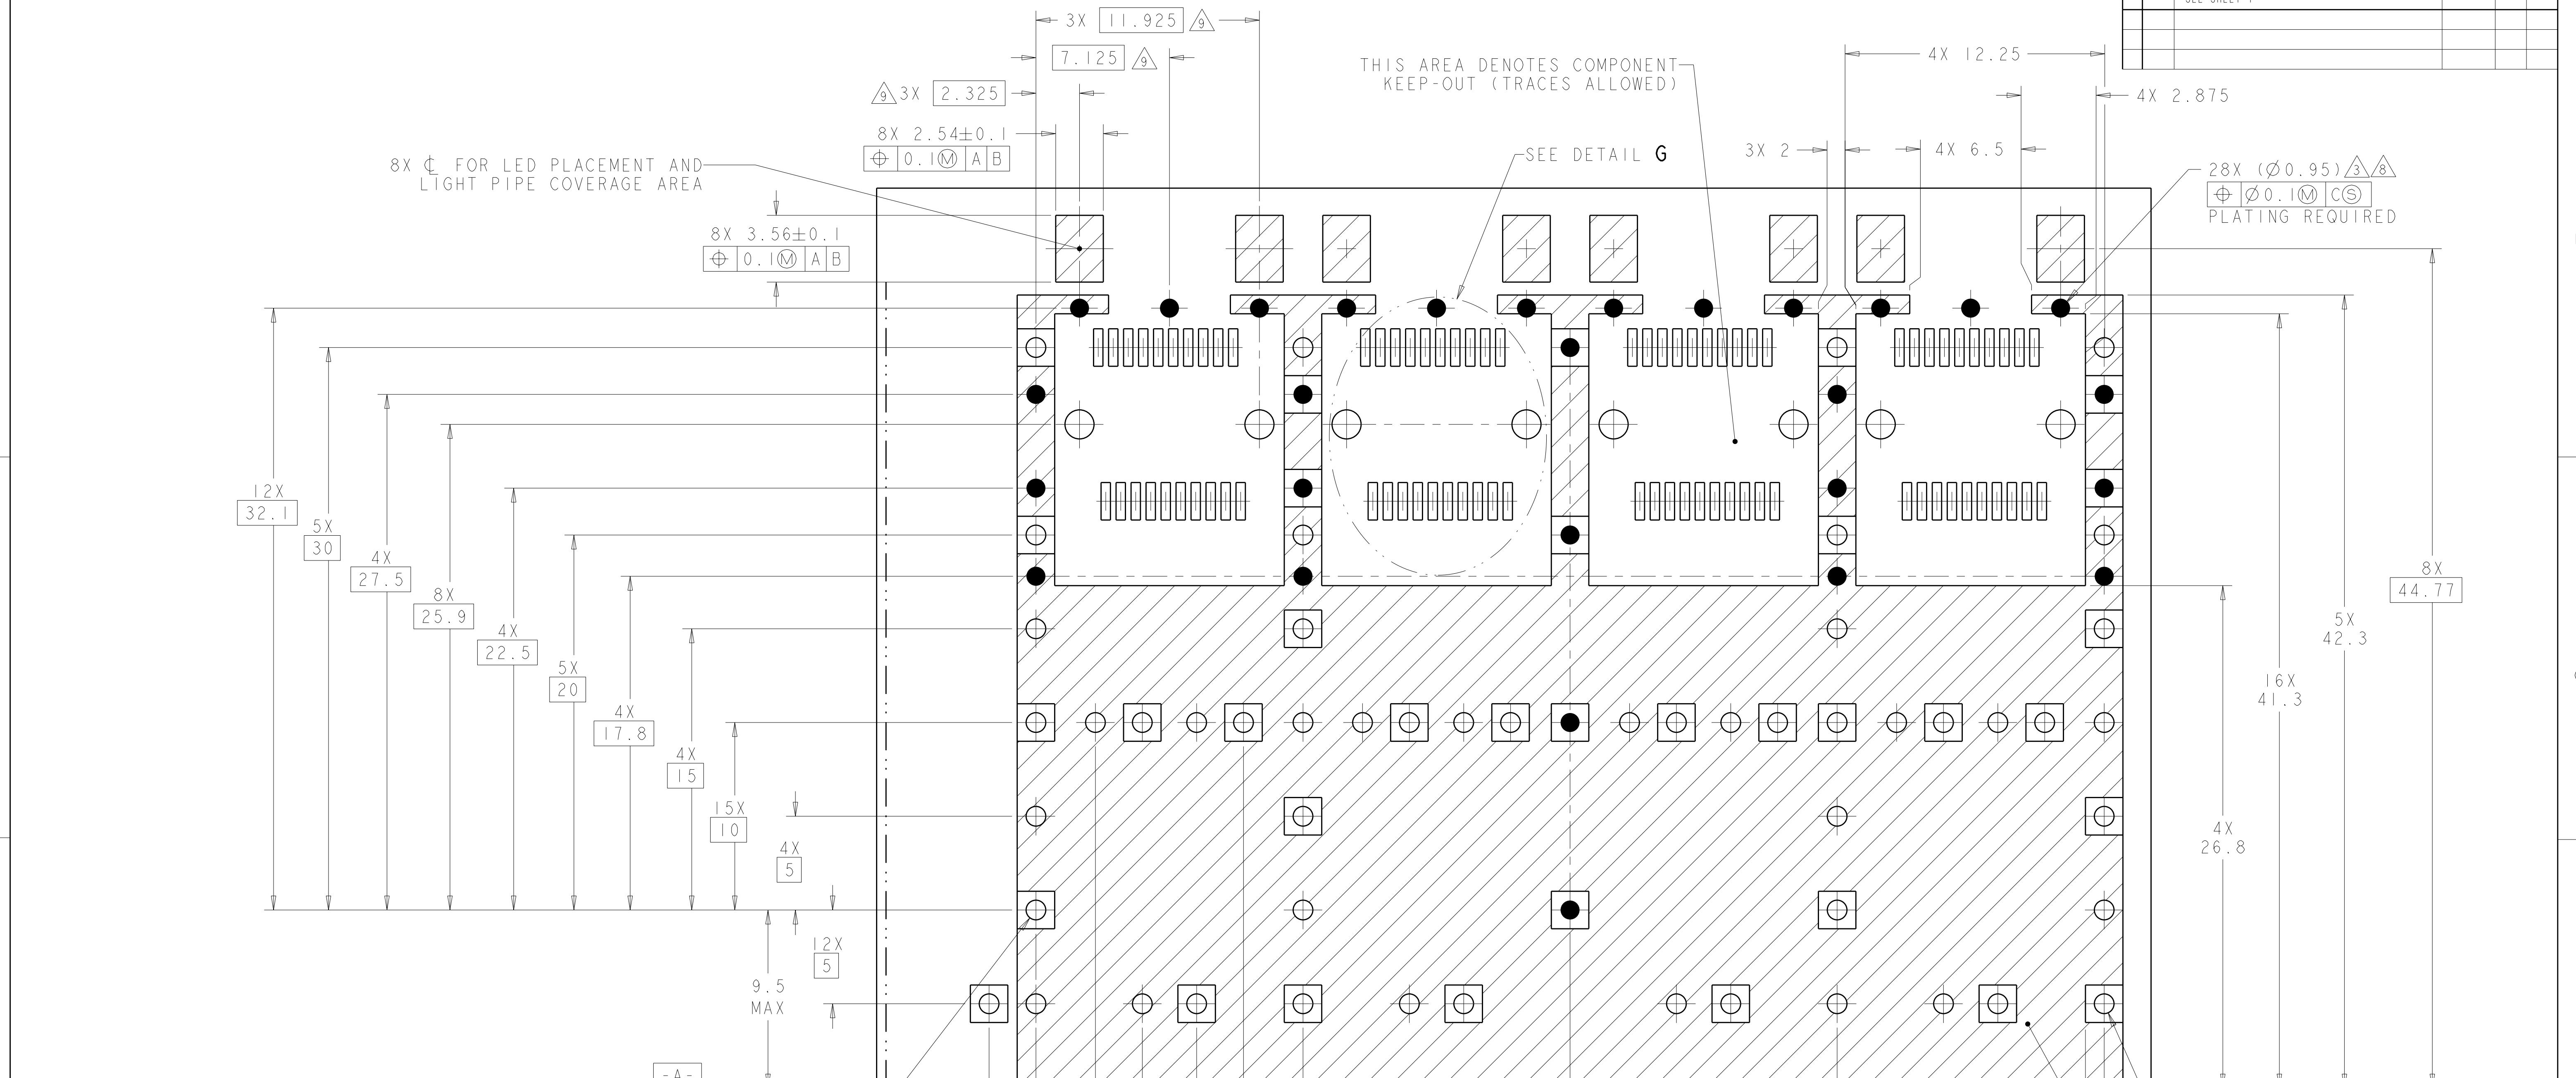 SEE SHEET 1
3X 11.925 9
7.125 9
9 3X 2.325
8X 2.54±0.1
⌖ 0.1Ⓜ A B
8X ℄ FOR LED PLACEMENT AND
LIGHT PIPE COVERAGE AREA
8X 3.56±0.1
⌖ 0.1Ⓜ A B
THIS AREA DENOTES COMPONENT
KEEP-OUT (TRACES ALLOWED)
SEE DETAIL G
4X 12.25
4X 2.875
3X 2
4X 6.5
28X (Ø0.95) 3 8
⌖ Ø0.1Ⓜ CⓈ
PLATING REQUIRED
12X
32.1
5X
30
4X
27.5
8X
25.9
4X
22.5
5X
20
4X
17.8
4X
15
15X
10
4X
5
12X
5
9.5
MAX
-A-
8X
44.77
5X
42.3
16X
41.3
4X
26.8